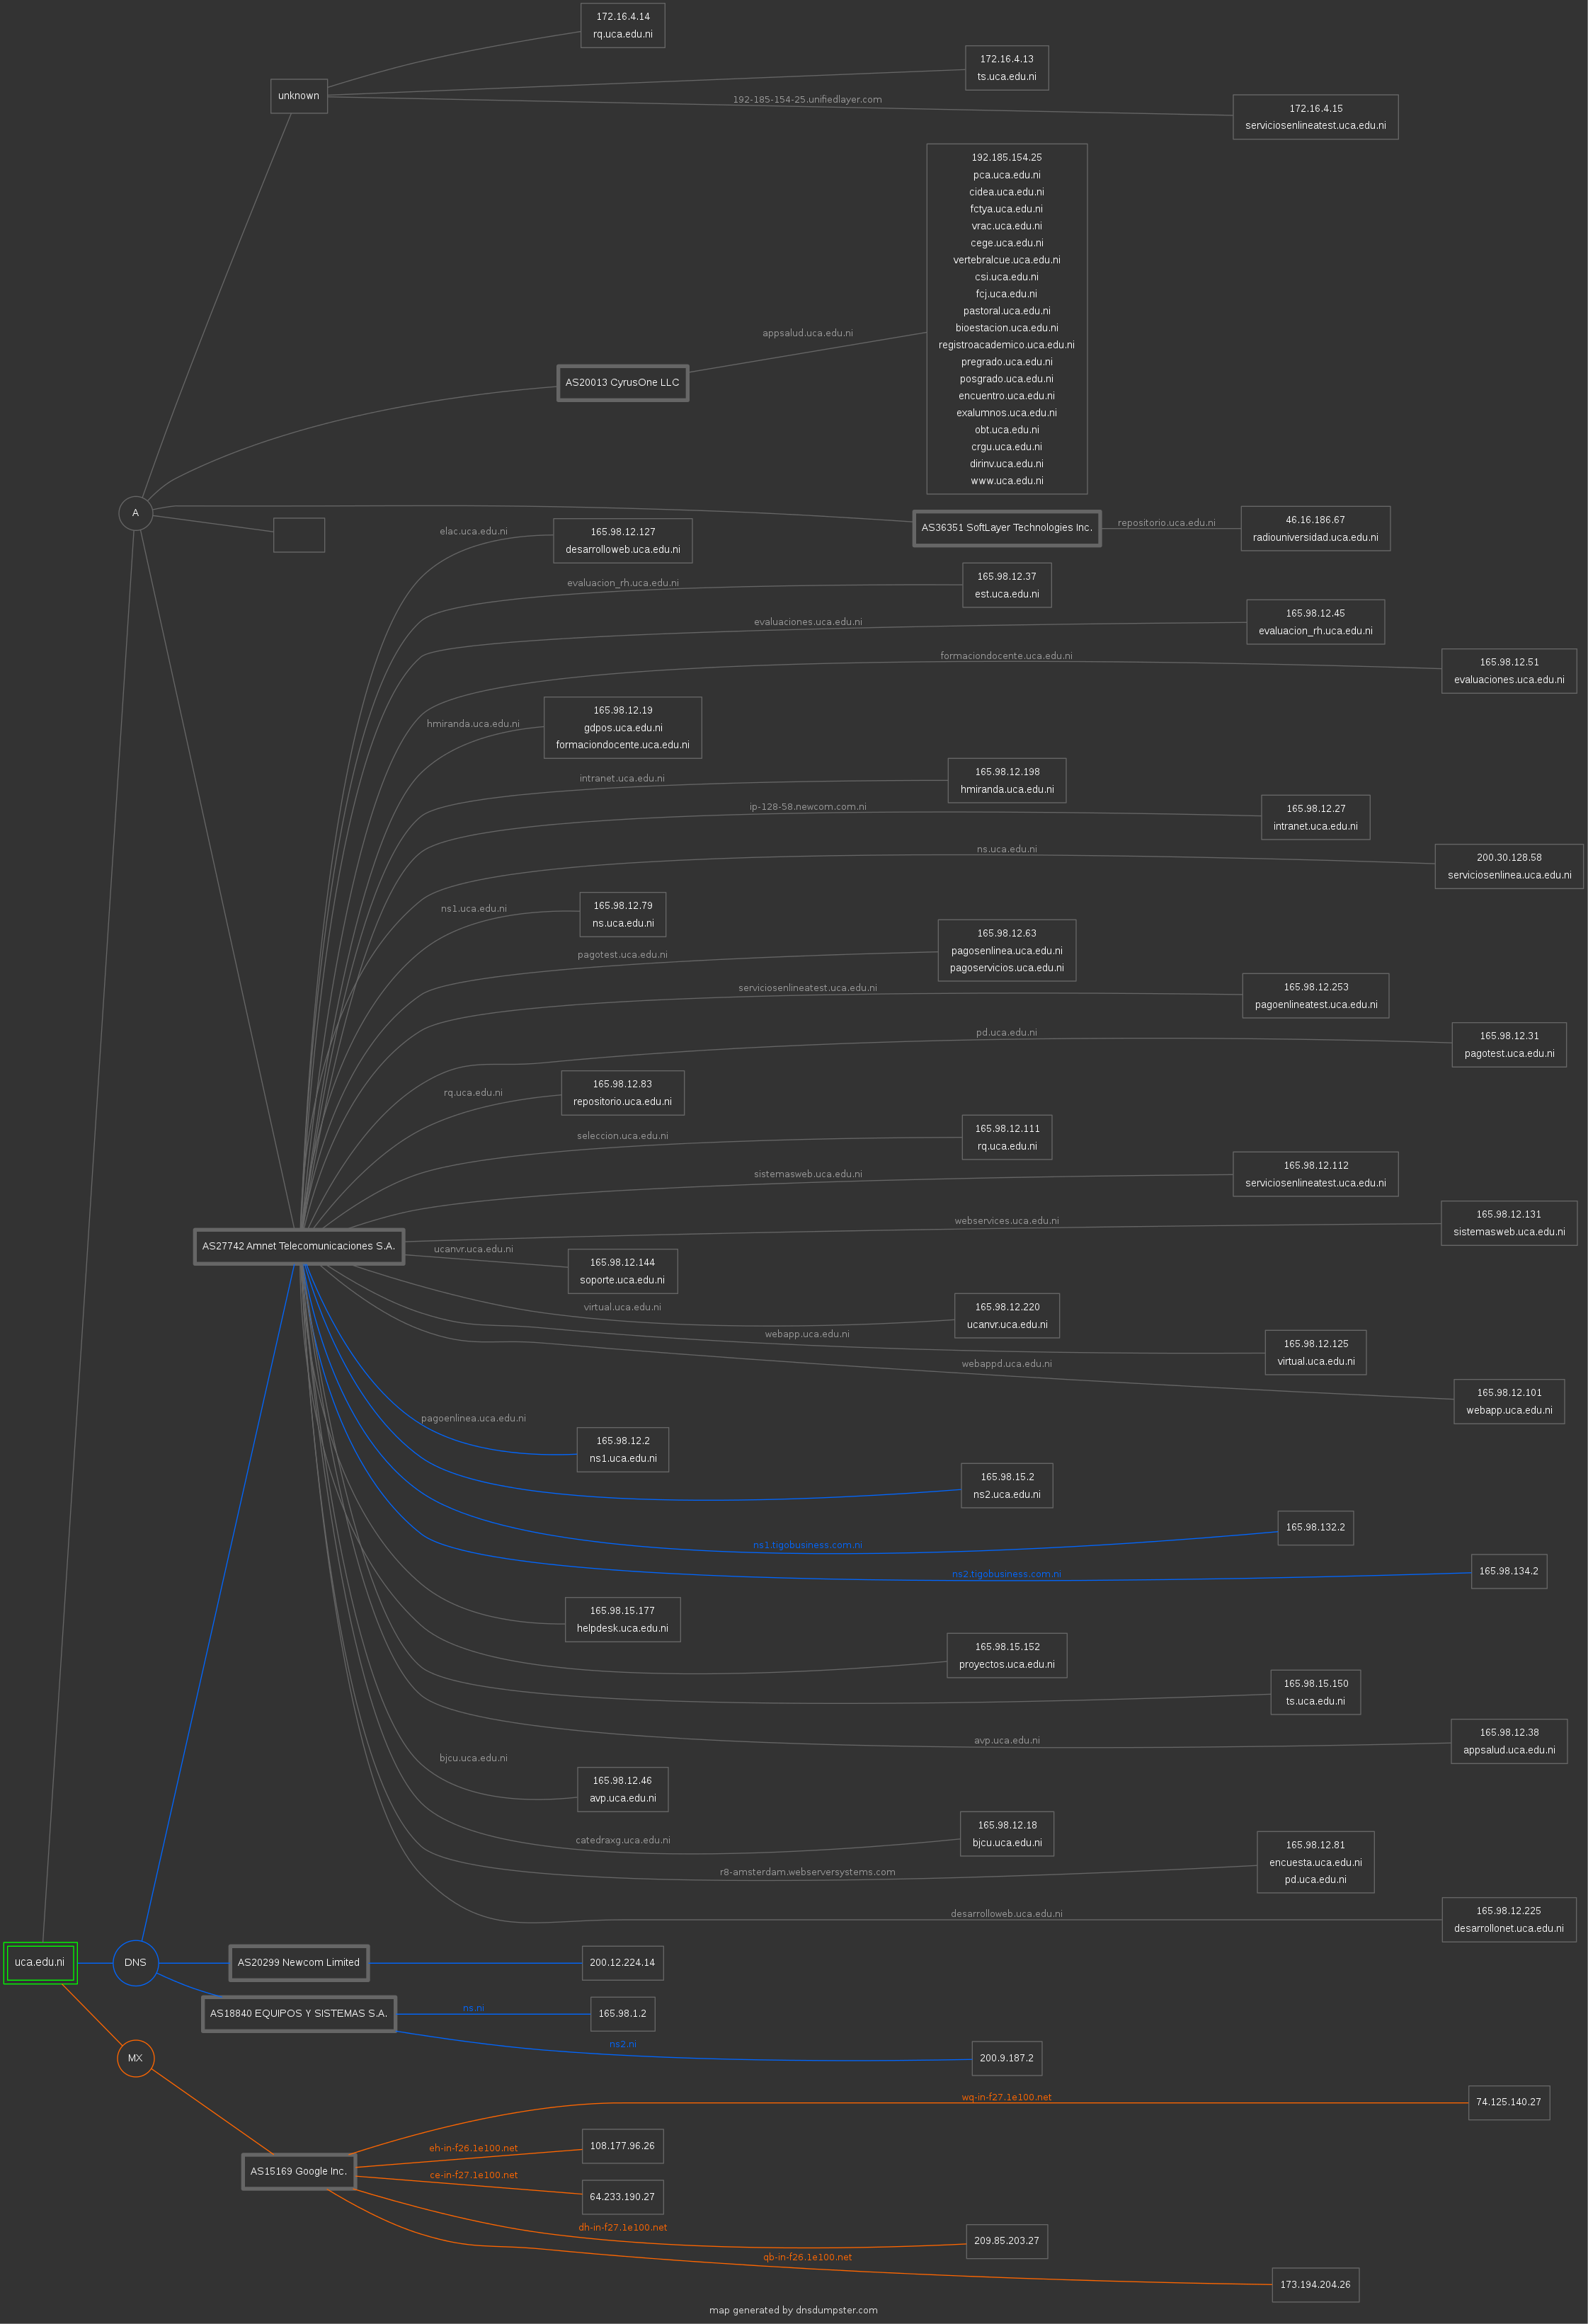 172.16.4.14
rq.uca.edu.ni
172.16.4.13
ts.uca.edu.ni
unknown
192-185-154-25.unifiedlayer.com
172.16.4.15
serviciosenlineatest.uca.edu.ni
192.185.154.25
pca.uca.edu.ni
cidea.uca.edu.ni
fctya.uca.edu.ni
vrac.uca.edu.ni
cege.uca.edu.ni
vertebralcue.uca.edu.ni
csi.uca.edu.ni
fcj.uca.edu.ni
pastoral.uca.edu.ni
bioestacion.uca.edu.ni
registroacademico.uca.edu.ni
pregrado.uca.edu.ni
posgrado.uca.edu.ni
encuentro.uca.edu.ni
exalumnos.uca.edu.ni
obt.uca.edu.ni
crgu.uca.edu.ni
dirinv.uca.edu.ni
www.uca.edu.ni
appsalud.uca.edu.ni
AS20013 CyrusOne LLC
A
AS36351 SoftLayer Technologies Inc.
repositorio.uca.edu.ni
46.16.186.67
radiouniversidad.uca.edu.ni
elac.uca.edu.ni
165.98.12.127
desarrolloweb.uca.edu.ni
evaluacion_rh.uca.edu.ni
165.98.12.37
est.uca.edu.ni
evaluaciones.uca.edu.ni
165.98.12.45
evaluacion_rh.uca.edu.ni
formaciondocente.uca.edu.ni
165.98.12.51
evaluaciones.uca.edu.ni
hmiranda.uca.edu.ni
165.98.12.19
gdpos.uca.edu.ni
formaciondocente.uca.edu.ni
intranet.uca.edu.ni
165.98.12.198
hmiranda.uca.edu.ni
ip-128-58.newcom.com.ni
165.98.12.27
intranet.uca.edu.ni
ns.uca.edu.ni
200.30.128.58
serviciosenlinea.uca.edu.ni
ns1.uca.edu.ni
165.98.12.79
ns.uca.edu.ni
pagotest.uca.edu.ni
165.98.12.63
pagosenlinea.uca.edu.ni
pagoservicios.uca.edu.ni
serviciosenlineatest.uca.edu.ni
165.98.12.253
pagoenlineatest.uca.edu.ni
pd.uca.edu.ni
165.98.12.31
pagotest.uca.edu.ni
rq.uca.edu.ni
165.98.12.83
repositorio.uca.edu.ni
seleccion.uca.edu.ni
165.98.12.111
rq.uca.edu.ni
sistemasweb.uca.edu.ni
165.98.12.112
serviciosenlineatest.uca.edu.ni
webservices.uca.edu.ni
165.98.12.131
sistemasweb.uca.edu.ni
AS27742 Amnet Telecomunicaciones S.A.
ucanvr.uca.edu.ni
165.98.12.144
soporte.uca.edu.ni
virtual.uca.edu.ni
165.98.12.220
ucanvr.uca.edu.ni
webapp.uca.edu.ni
165.98.12.125
virtual.uca.edu.ni
webappd.uca.edu.ni
165.98.12.101
webapp.uca.edu.ni
pagoenlinea.uca.edu.ni
165.98.12.2
ns1.uca.edu.ni
165.98.15.2
ns2.uca.edu.ni
ns1.tigobusiness.com.ni
165.98.132.2
ns2.tigobusiness.com.ni
165.98.134.2
165.98.15.177
helpdesk.uca.edu.ni
165.98.15.152
proyectos.uca.edu.ni
165.98.15.150
ts.uca.edu.ni
avp.uca.edu.ni
165.98.12.38
appsalud.uca.edu.ni
bjcu.uca.edu.ni
165.98.12.46
avp.uca.edu.ni
catedraxg.uca.edu.ni
165.98.12.18
bjcu.uca.edu.ni
r8-amsterdam.webserversystems.com
165.98.12.81
encuesta.uca.edu.ni
pd.uca.edu.ni
desarrolloweb.uca.edu.ni
165.98.12.225
desarrollonet.uca.edu.ni
uca.edu.ni
DNS
AS20299 Newcom Limited
200.12.224.14
AS18840 EQUIPOS Y SISTEMAS S.A.
ns.ni
165.98.1.2
ns2.ni
200.9.187.2
MX
wq-in-f27.1e100.net
74.125.140.27
AS15169 Google Inc.
eh-in-f26.1e100.net
108.177.96.26
ce-in-f27.1e100.net
64.233.190.27
dh-in-f27.1e100.net
209.85.203.27
qb-in-f26.1e100.net
173.194.204.26
map generated by dnsdumpster.com